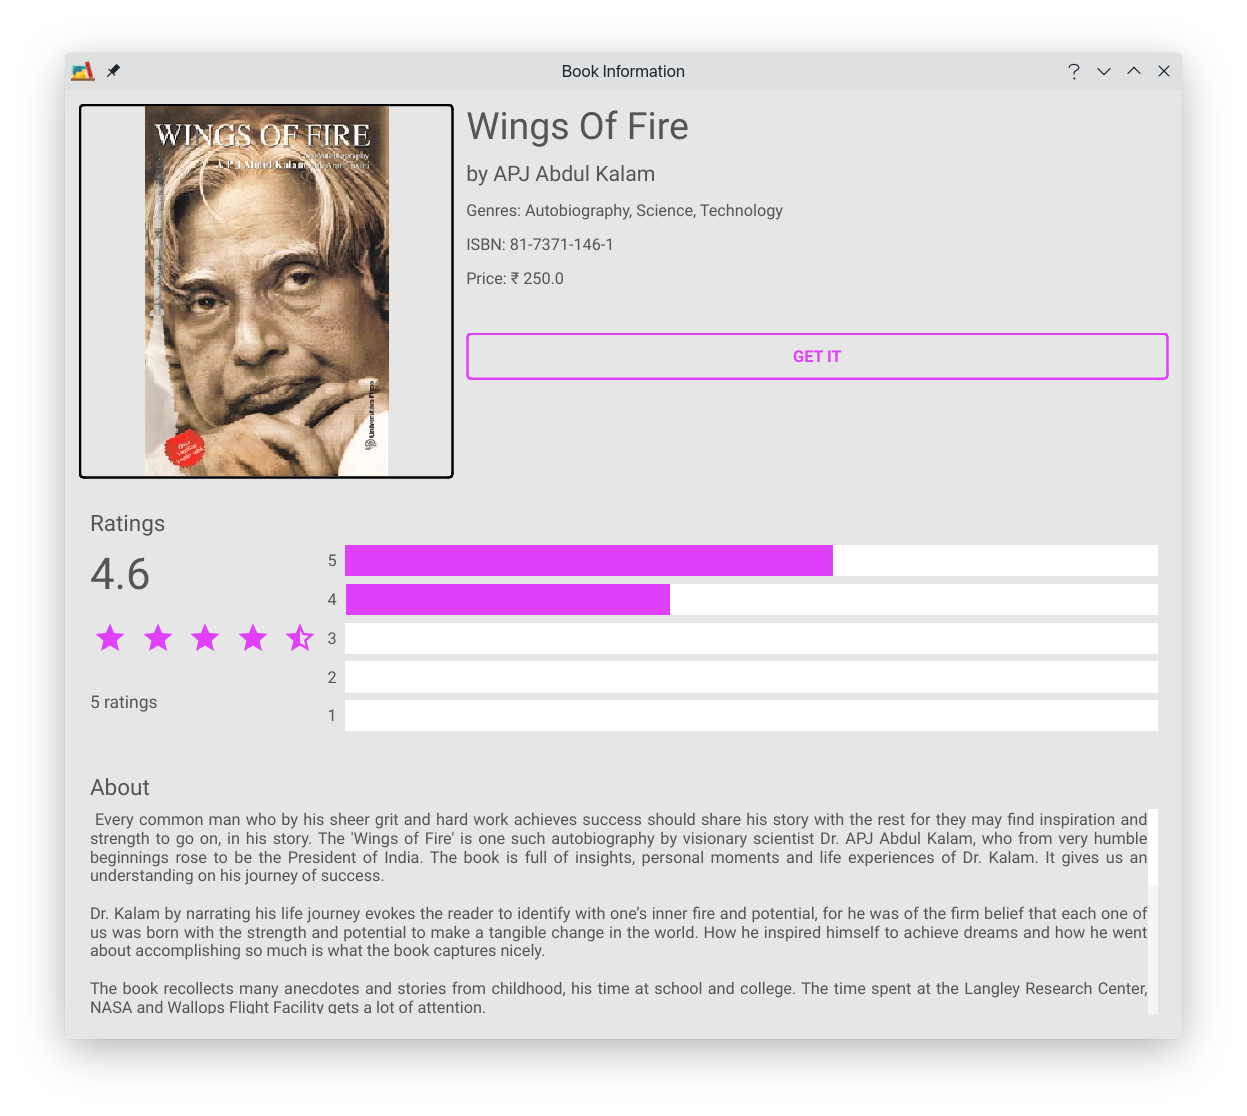 Book Information
WINGS OF FIRE
A P J Abdul Kalam
Universities Press
Wings Of Fire
by APJ Abdul Kalam
Genres: Autobiography, Science, Technology
ISBN: 81-7371-146-1
Price: ₹ 250.0
GET IT
Ratings
4.6
5 ratings
5
4
3
2
1
About
Every common man who by his sheer grit and hard work achieves success should share his story with the rest for they may find inspiration and
strength to go on, in his story. The 'Wings of Fire' is one such autobiography by visionary scientist Dr. APJ Abdul Kalam, who from very humble
beginnings rose to be the President of India. The book is full of insights, personal moments and life experiences of Dr. Kalam. It gives us an
understanding on his journey of success.
Dr. Kalam by narrating his life journey evokes the reader to identify with one’s inner fire and potential, for he was of the firm belief that each one of
us was born with the strength and potential to make a tangible change in the world. How he inspired himself to achieve dreams and how he went
about accomplishing so much is what the book captures nicely.
The book recollects many anecdotes and stories from childhood, his time at school and college. The time spent at the Langley Research Center,
NASA and Wallops Flight Facility gets a lot of attention.